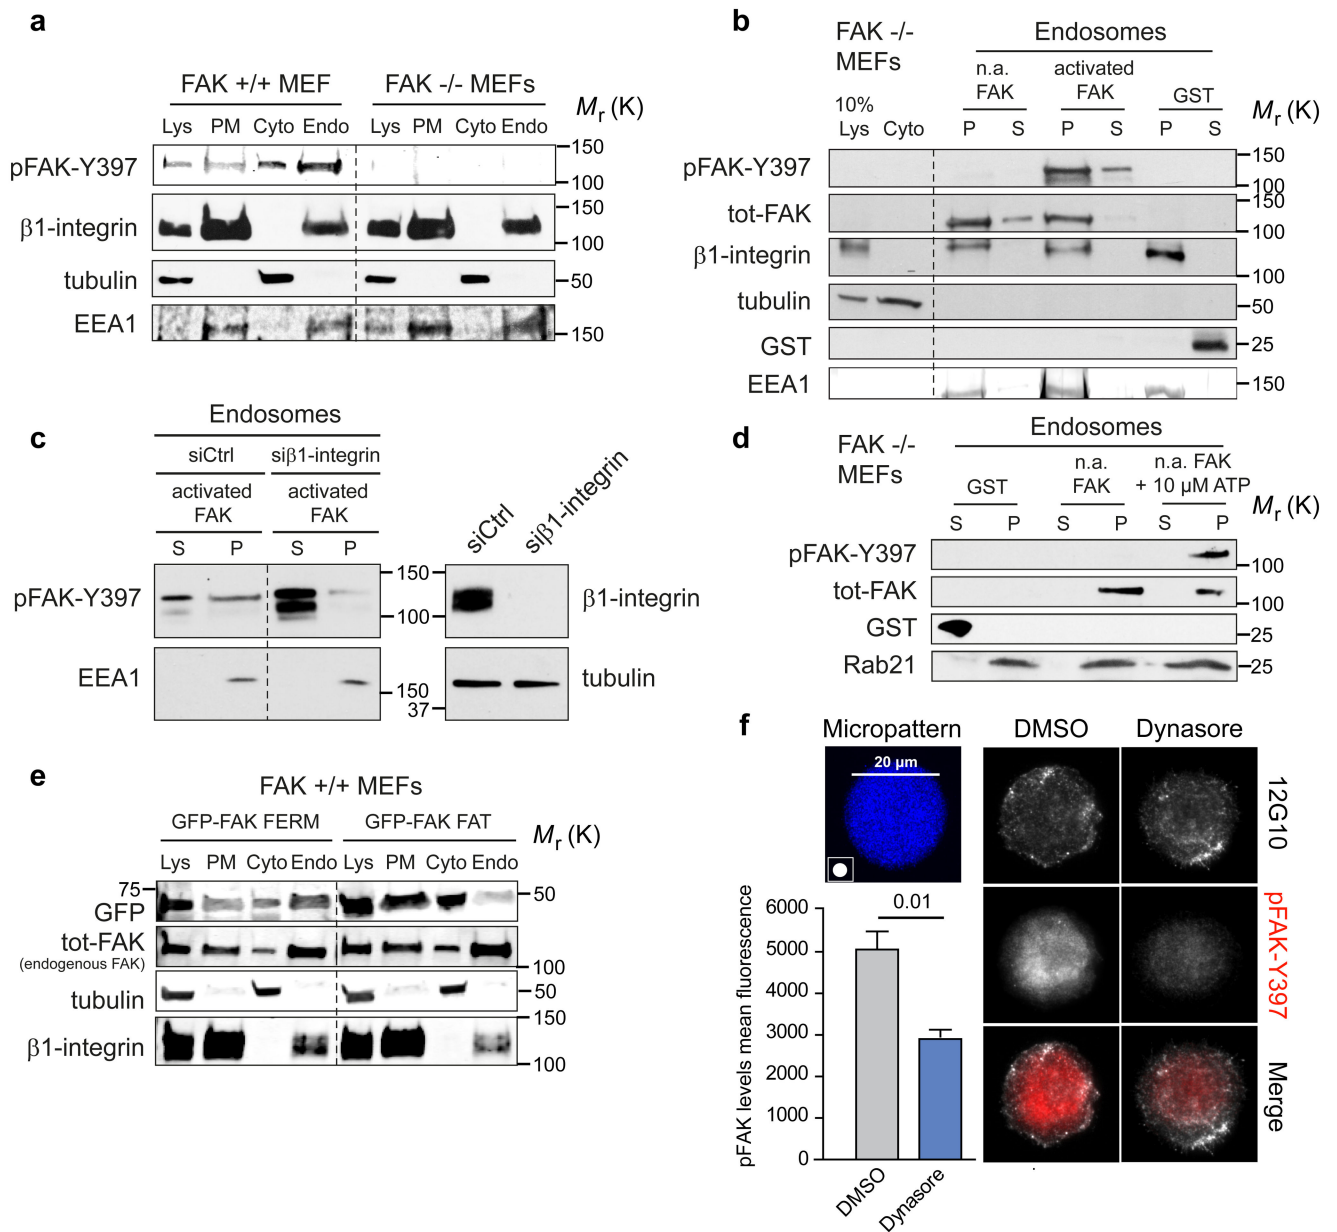 a
FAK +/+ MEF
FAK -/- MEFs
Mr (K)
Lys PM Cyto Endo Lys PM Cyto Endo
pFAK-Y397
150
100
β1-integrin
150
100
tubulin
50
EEA1
150
b
FAK -/-
MEFs
Endosomes
n.a.
FAK
activated
FAK
GST
Mr (K)
10%
Lys Cyto P S P S P S
pFAK-Y397
150
100
tot-FAK
150
100
β1-integrin
100
tubulin
50
GST
25
EEA1
150
c
Endosomes
siCtrl
siβ1-integrin
activated
FAK
activated
FAK
S P S P
siCtrl
siβ1-integrin
pFAK-Y397
150
100
β1-integrin
EEA1
150
37
tubulin
d
FAK -/-
MEFs
Endosomes
GST
n.a.
FAK
n.a. FAK
+ 10 µM ATP
Mr (K)
S P S P S P
pFAK-Y397
100
tot-FAK
100
GST
25
Rab21
25
e
FAK +/+ MEFs
GFP-FAK FERM
GFP-FAK FAT
Mr (K)
Lys PM Cyto Endo Lys PM Cyto Endo
75
GFP
50
tot-FAK
(endogenous FAK)
100
tubulin
50
β1-integrin
150
100
f
Micropattern
DMSO
Dynasore
20 µm
12G10
pFAK-Y397
Merge
pFAK levels mean fluorescence
0.01
6000
5000
4000
3000
2000
1000
0
DMSO
Dynasore